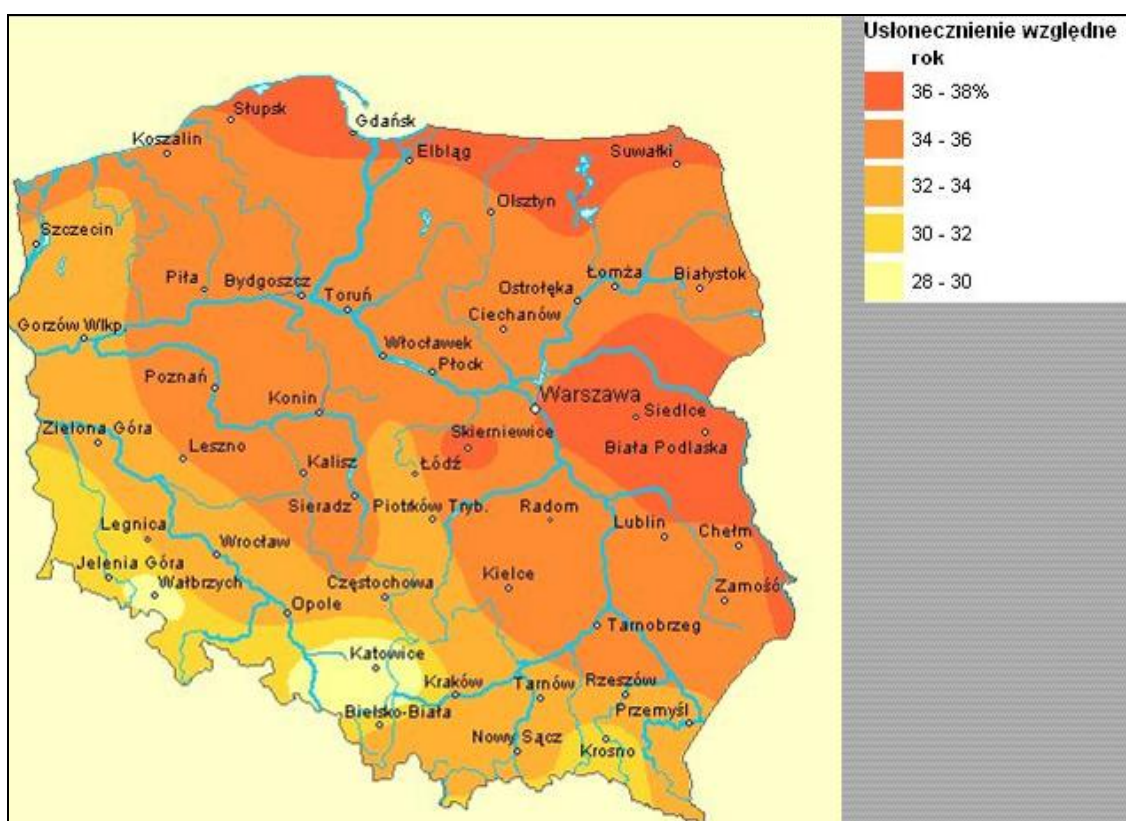 Usłonecznienie względne
rok
36 - 38%
34 - 36
32 - 34
30 - 32
28 - 30
Słupsk
Gdańsk
Koszalin
Elbląg
Suwałki
Olsztyn
Szczecin
Piła
Bydgoszcz
Toruń
Łomża
Białystok
Ostrołęka
Ciechanów
Gorzów Wlkp.
Włocławek
Płock
Poznań
Konin
Warszawa
Siedlce
Skierniewice
Biała Podlaska
Zielona Góra
Leszno
Kalisz
Łódź
Sieradz
Piotrków Tryb.
Radom
Lublin
Chełm
Legnica
Wrocław
Jelenia Góra
Wałbrzych
Częstochowa
Kielce
Zamość
Opole
Tarnobrzeg
Katowice
Kraków
Tarnów
Rzeszów
Bielsko-Biała
Przemyśl
Nowy Sącz
Krosno